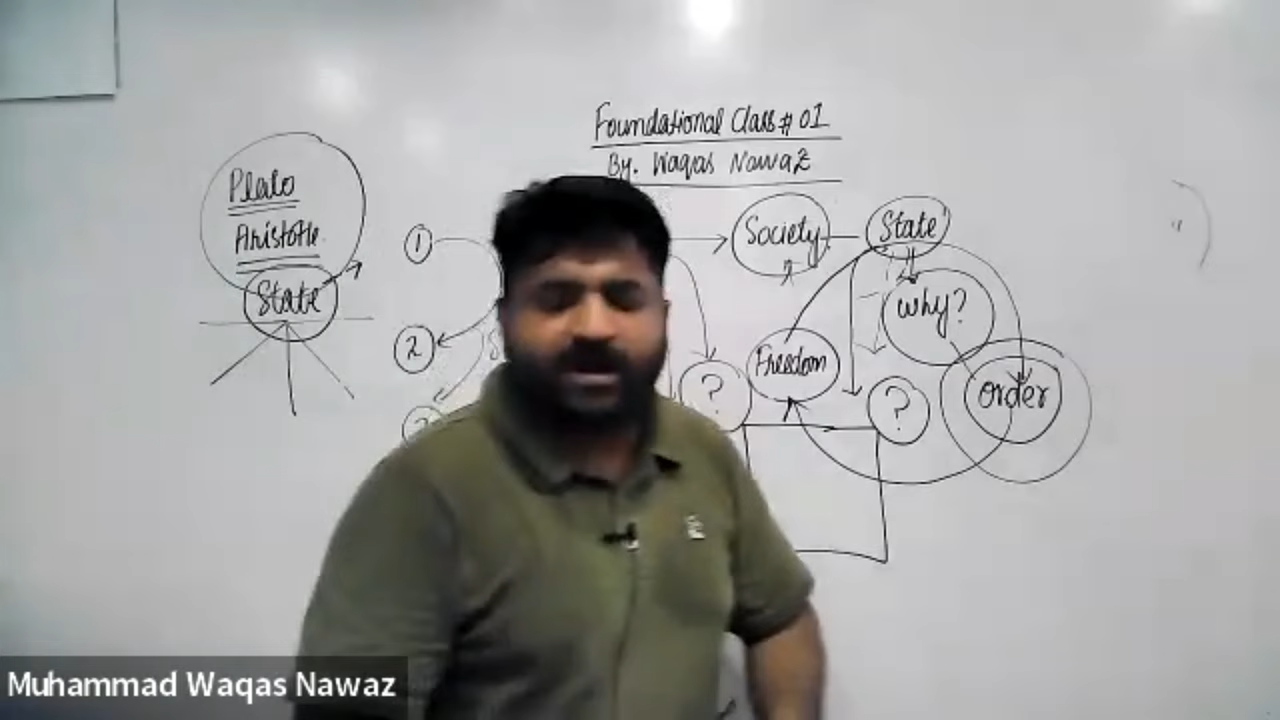 Foundational Class # 01
By. Waqas Nawaz
Plato
Aristotle
State
1
2
Society
State
Why?
Freedom
?
?
order
Muhammad Waqas Nawaz